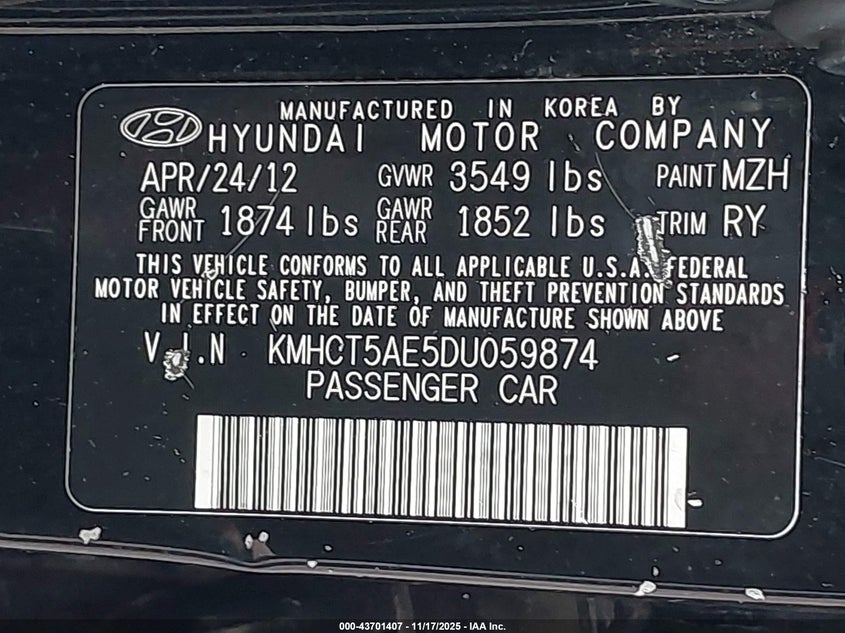 MANUFACTURED IN KOREA BY
HYUNDAI MOTOR COMPANY
APR/24/12 GVWR 3549 lbs PAINT MZH
GAWR FRONT 1874 lbs GAWR REAR 1852 lbs TRIM RY
THIS VEHICLE CONFORMS TO ALL APPLICABLE U.S.A. FEDERAL
MOTOR VEHICLE SAFETY, BUMPER, AND THEFT PREVENTION STANDARDS
IN EFFECT ON THE DATE OF MANUFACTURE SHOWN ABOVE
V.I.N KMHCT5AE5DU059874
PASSENGER CAR
000-43701407 - 11/17/2025 - IAA Inc.